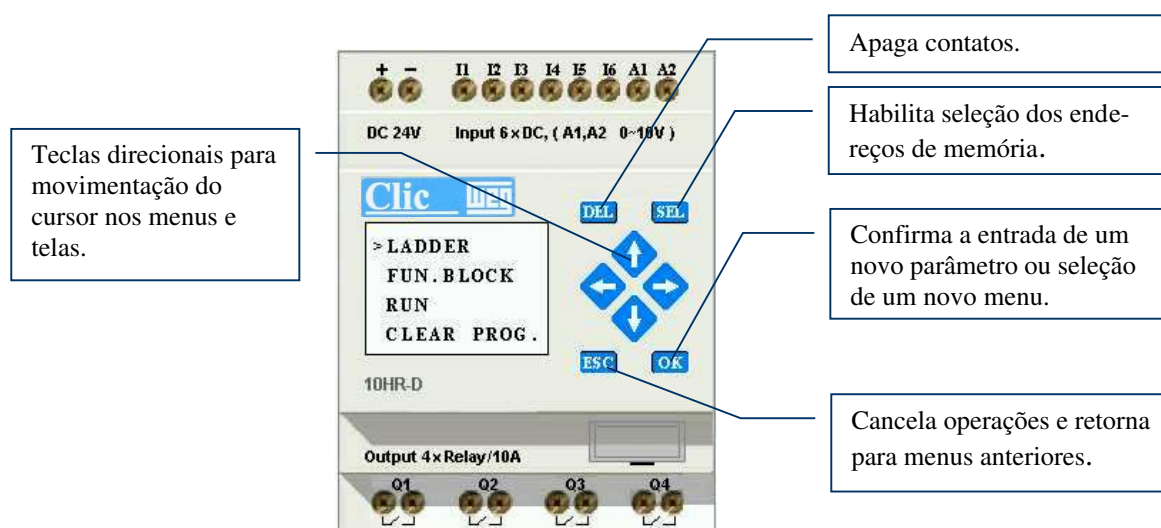 Apaga contatos.
Habilita seleção dos ende-
reços de memória.
Teclas direcionais para
movimentação do
cursor nos menus e
telas.
Confirma a entrada de um
novo parâmetro ou seleção
de um novo menu.
Cancela operações e retorna
para menus anteriores.
+ − I1 I2 I3 I4 I5 I6 A1 A2
DC 24V Input 6×DC, ( A1,A2 0~10V )
Clic WEG
DEL SEL
>LADDER
FUN.BLOCK
RUN
CLEAR PROG.
ESC OK
10HR-D
Output 4×Relay/10A
Q1 Q2 Q3 Q4